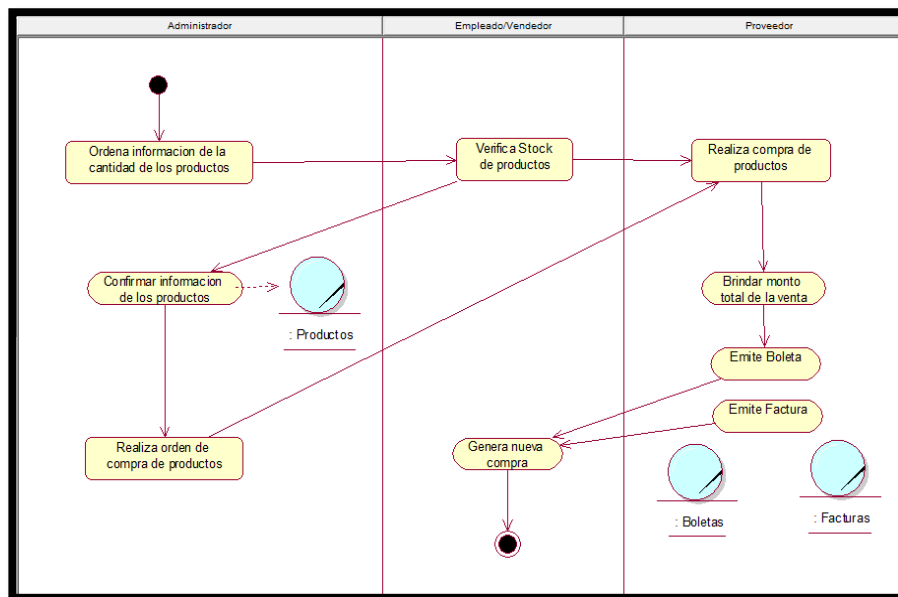 Administrador
Empleado/Vendedor
Proveedor
Ordena informacion de la
cantidad de los productos
Verifica Stock
de productos
Realiza compra de
productos
Confirmar informacion
de los productos
: Productos
Brindar monto
total de la venta
Emite Boleta
Emite Factura
Realiza orden de
compra de productos
Genera nueva
compra
: Boletas
: Facturas